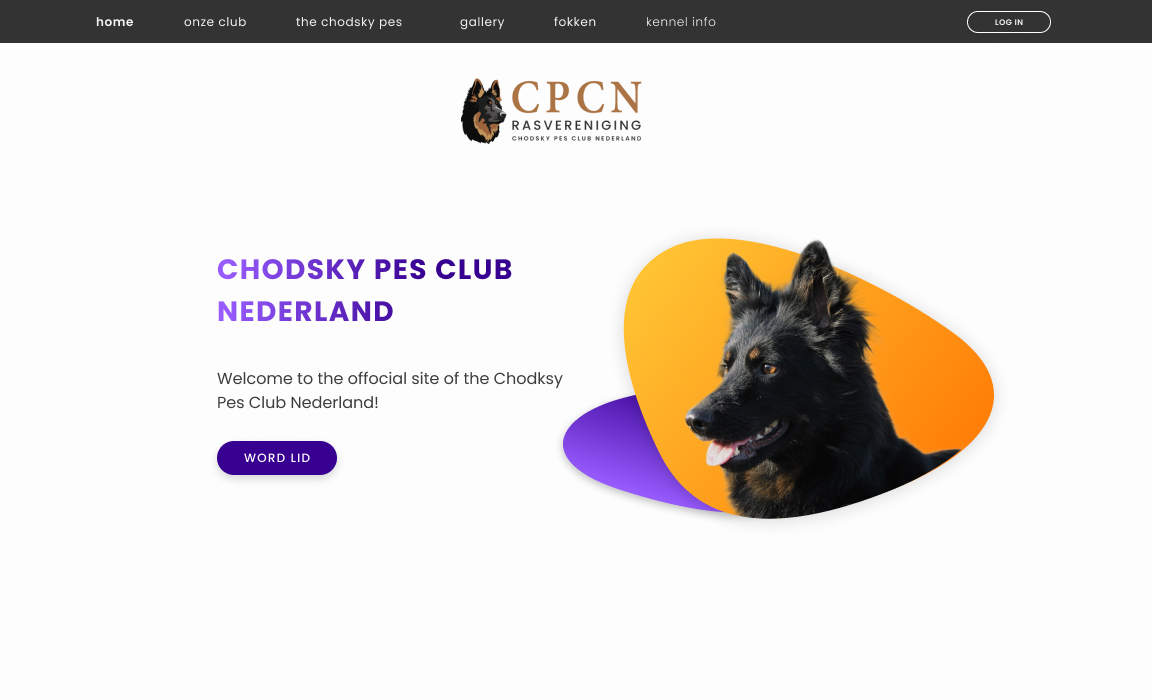 home onze club the chodsky pes gallery fokken kennel info LOG IN
CPCN
RASVERENIGING
CHODSKY PES CLUB NEDERLAND
CHODSKY PES CLUB
NEDERLAND
Welcome to the offocial site of the Chodksy
Pes Club Nederland!
WORD LID